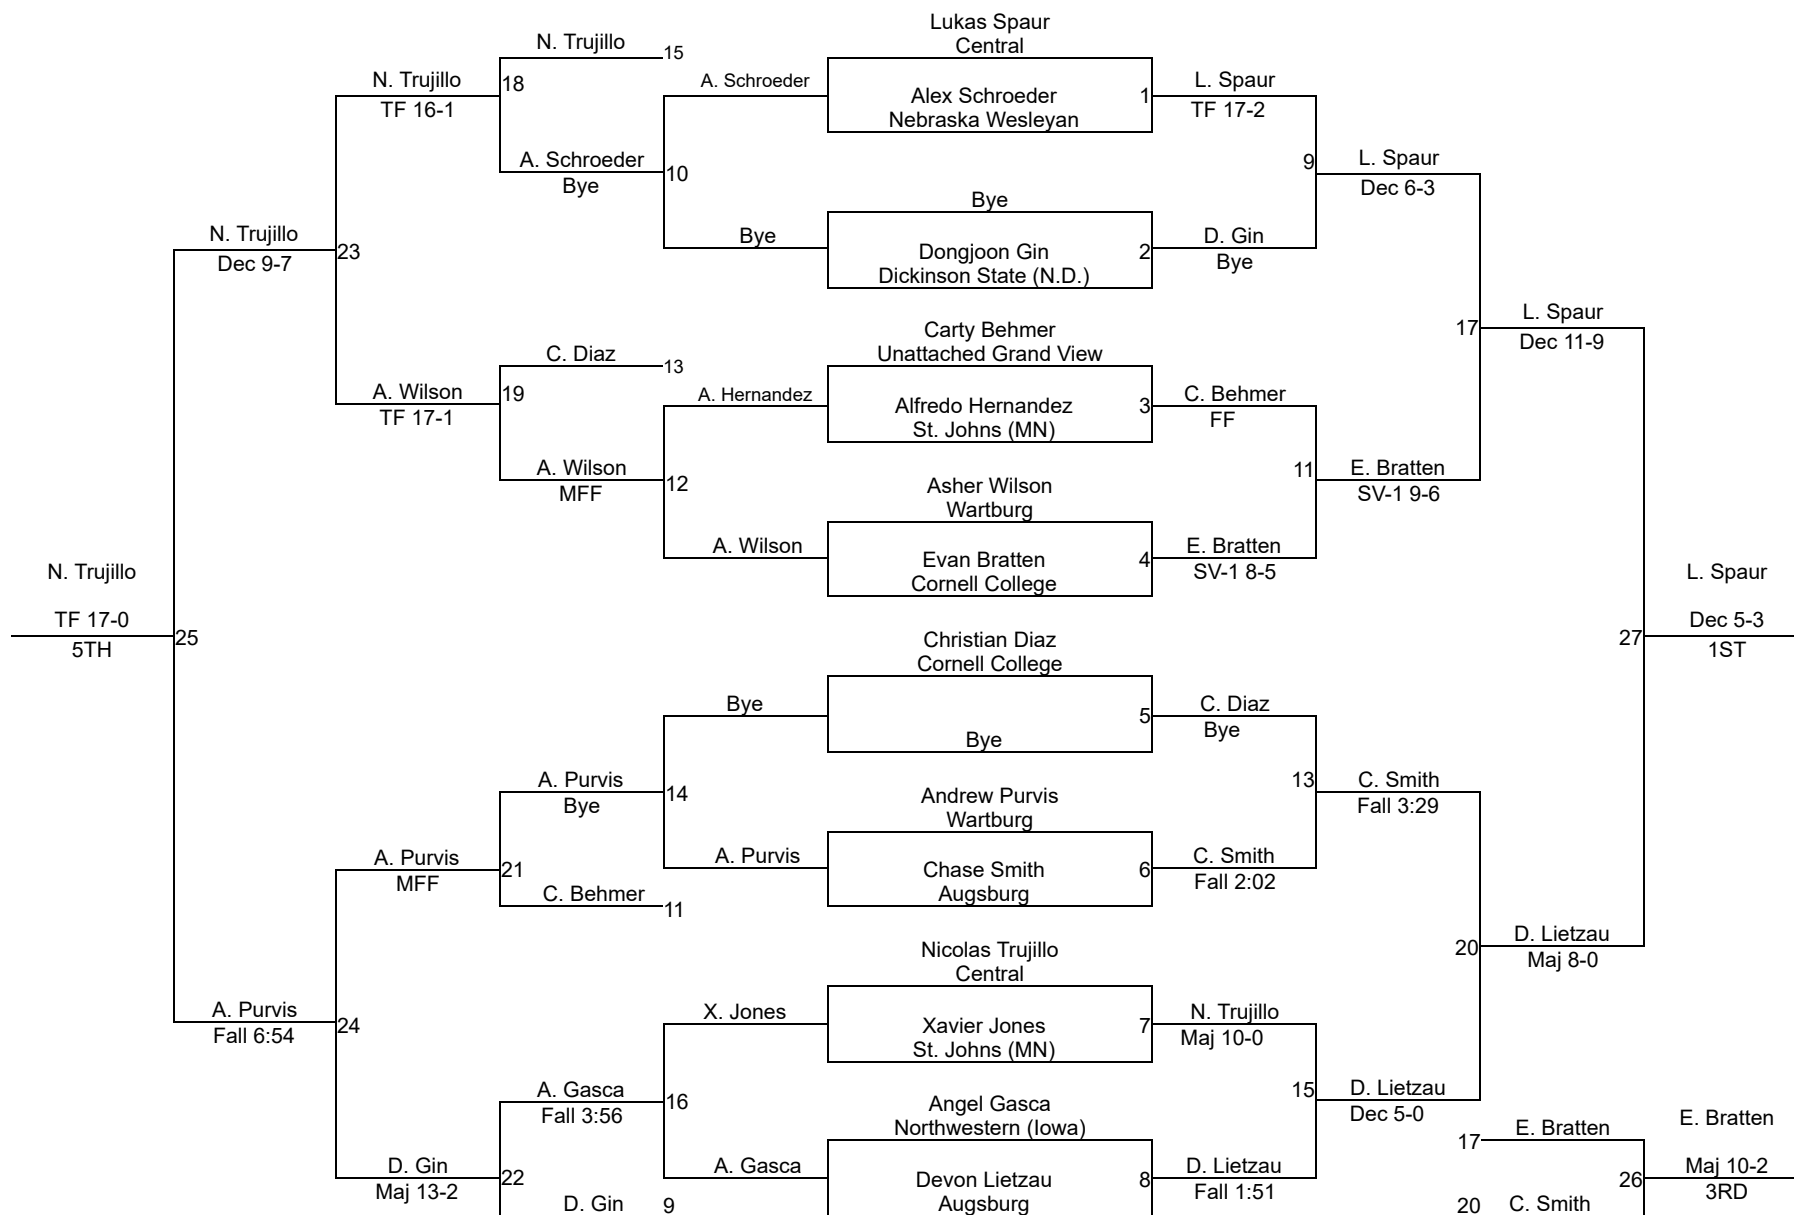 Lukas Spaur
Central
N. Trujillo
15
N. Trujillo
18
A. Schroeder
Alex Schroeder
1
L. Spaur
TF 16-1
Nebraska Wesleyan
TF 17-2
A. Schroeder
10
9
L. Spaur
Bye
Dec 6-3
Bye
N. Trujillo
23
Bye
Dongjoon Gin
2
D. Gin
Dec 9-7
Dickinson State (N.D.)
Bye
Carty Behmer
17
L. Spaur
C. Diaz
13
Unattached Grand View
Dec 11-9
A. Wilson
19
A. Hernandez
Alfredo Hernandez
3
C. Behmer
TF 17-1
St. Johns (MN)
FF
A. Wilson
12
11
E. Bratten
MFF
Asher Wilson
SV-1 9-6
Wartburg
A. Wilson
Evan Bratten
4
E. Bratten
N. Trujillo
Cornell College
SV-1 8-5
L. Spaur
TF 17-0
25
Christian Diaz
27
Dec 5-3
5TH
Cornell College
1ST
Bye
5
C. Diaz
Bye
Bye
A. Purvis
14
13
C. Smith
Bye
Andrew Purvis
Fall 3:29
Wartburg
A. Purvis
21
A. Purvis
Chase Smith
6
C. Smith
MFF
C. Behmer
11
Augsburg
Fall 2:02
Nicolas Trujillo
20
D. Lietzau
Central
Maj 8-0
A. Purvis
24
X. Jones
Xavier Jones
7
N. Trujillo
Fall 6:54
St. Johns (MN)
Maj 10-0
A. Gasca
16
Angel Gasca
15
D. Lietzau
Fall 3:56
Northwestern (Iowa)
Dec 5-0
17
E. Bratten
E. Bratten
D. Gin
22
A. Gasca
Devon Lietzau
8
D. Lietzau
26
Maj 10-2
Maj 13-2
D. Gin
9
Augsburg
Fall 1:51
20
C. Smith
3RD